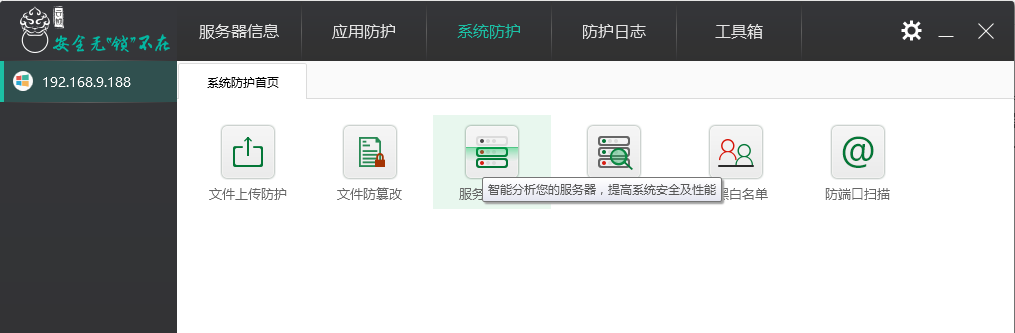 安全无"锁"不在
服务器信息
应用防护
系统防护
防护日志
工具箱
192.168.9.188
系统防护首页
文件上传防护
文件防篡改
服务
智能分析您的服务器，提高系统安全及性能
黑白名单
防端口扫描